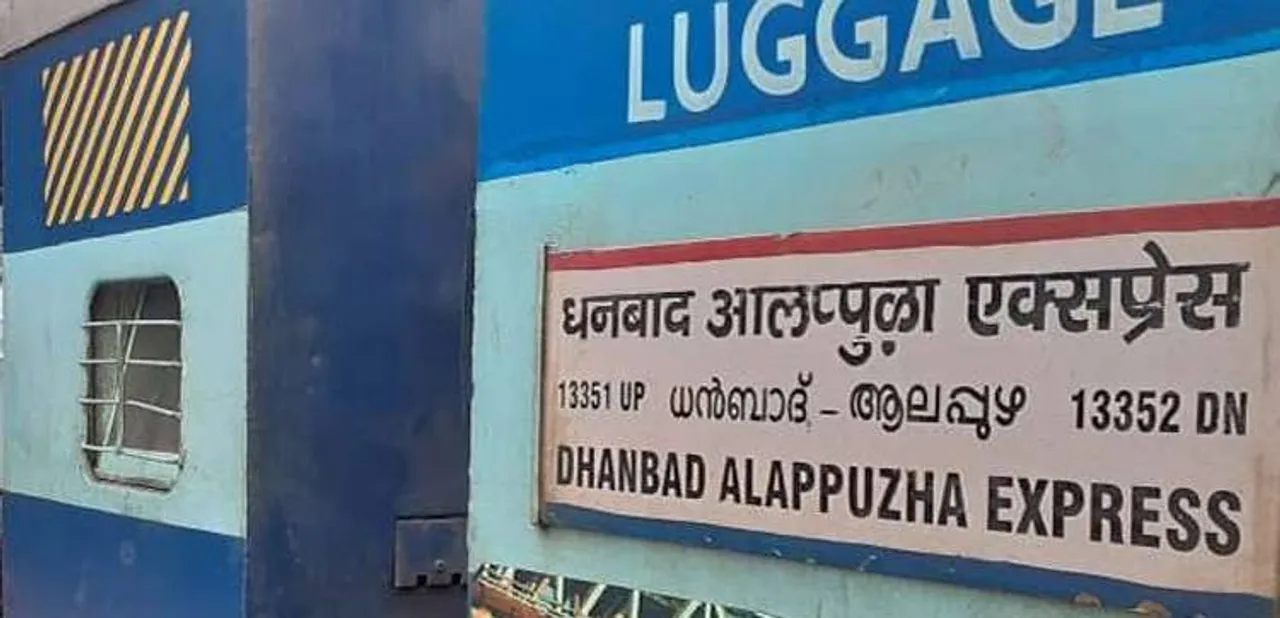 LUGGAGE
धनबाद आलप्पुऴा एक्सप्रेस
13351 UP ധൻബാദ് - ആലപ്പുഴ 13352 DN
DHANBAD ALAPPUZHA EXPRESS